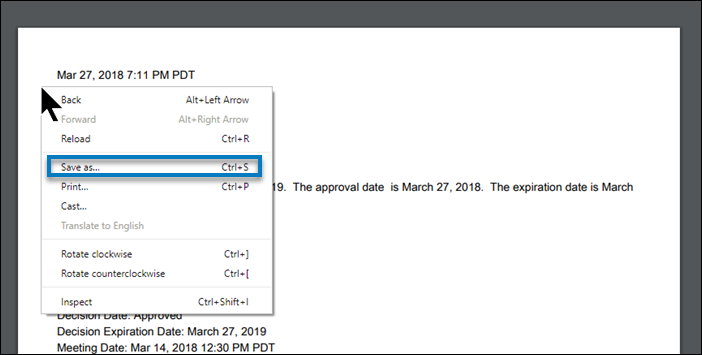 Mar 27, 2018 7:11 PM PDT
Back Alt+Left Arrow
Forward Alt+Right Arrow
Reload Ctrl+R
Save as... Ctrl+S
Print... Ctrl+P
19. The approval date is March 27, 2018. The expiration date is March
Cast...
Translate to English
Rotate clockwise Ctrl+]
Rotate counterclockwise Ctrl+[
Inspect Ctrl+Shift+I
Decision Date: Approved
Decision Expiration Date: March 27, 2019
Meeting Date: Mar 14, 2018 12:30 PM PDT